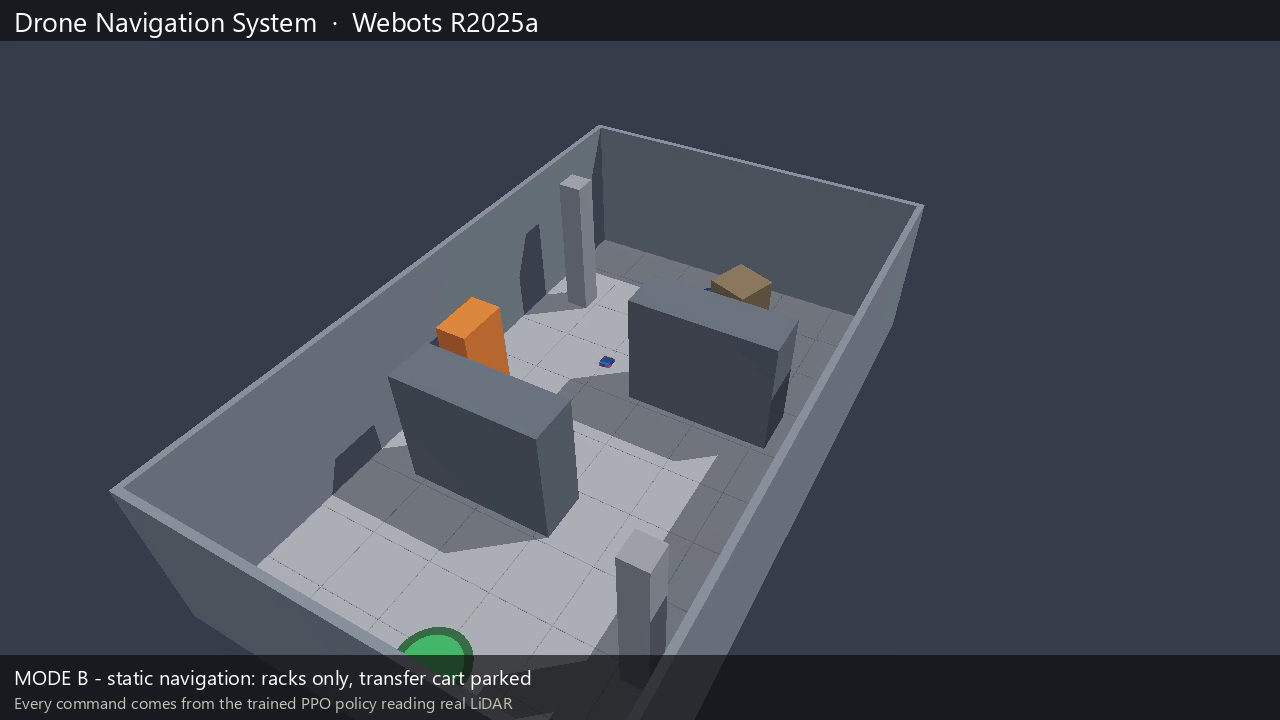 Drone Navigation System · Webots R2025a
MODE B - static navigation: racks only, transfer cart parked
Every command comes from the trained PPO policy reading real LiDAR